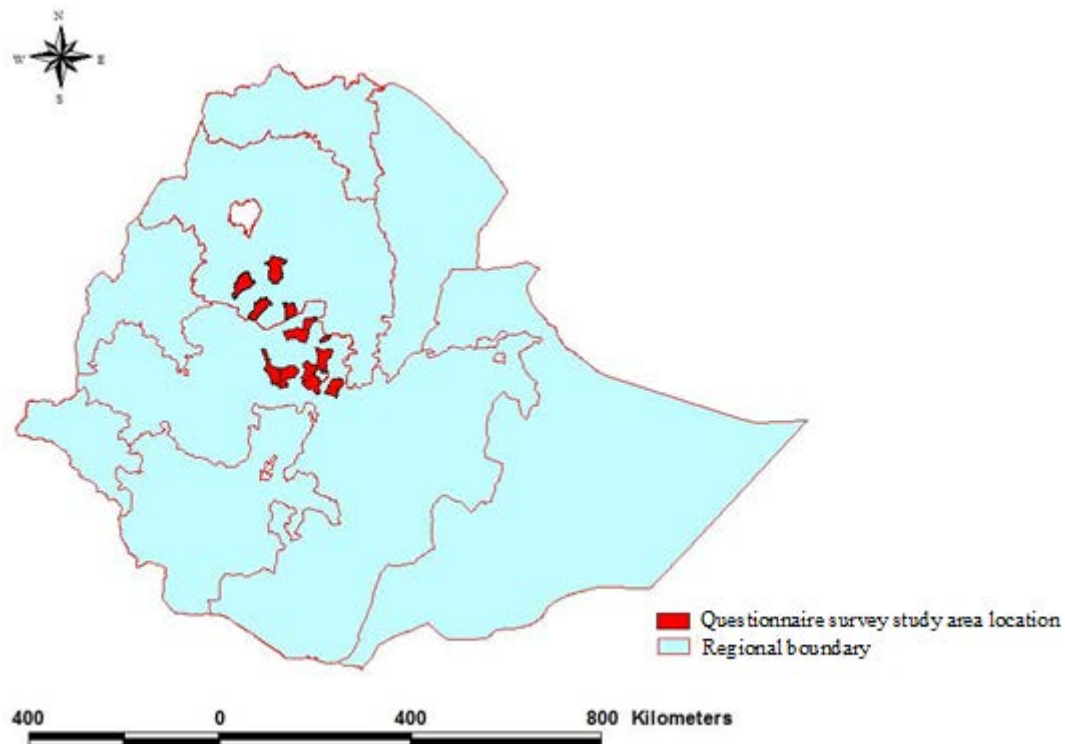 N
W E
S
Questionnaire survey study area location
Regional boundary
400 0 400 800 Kilometers